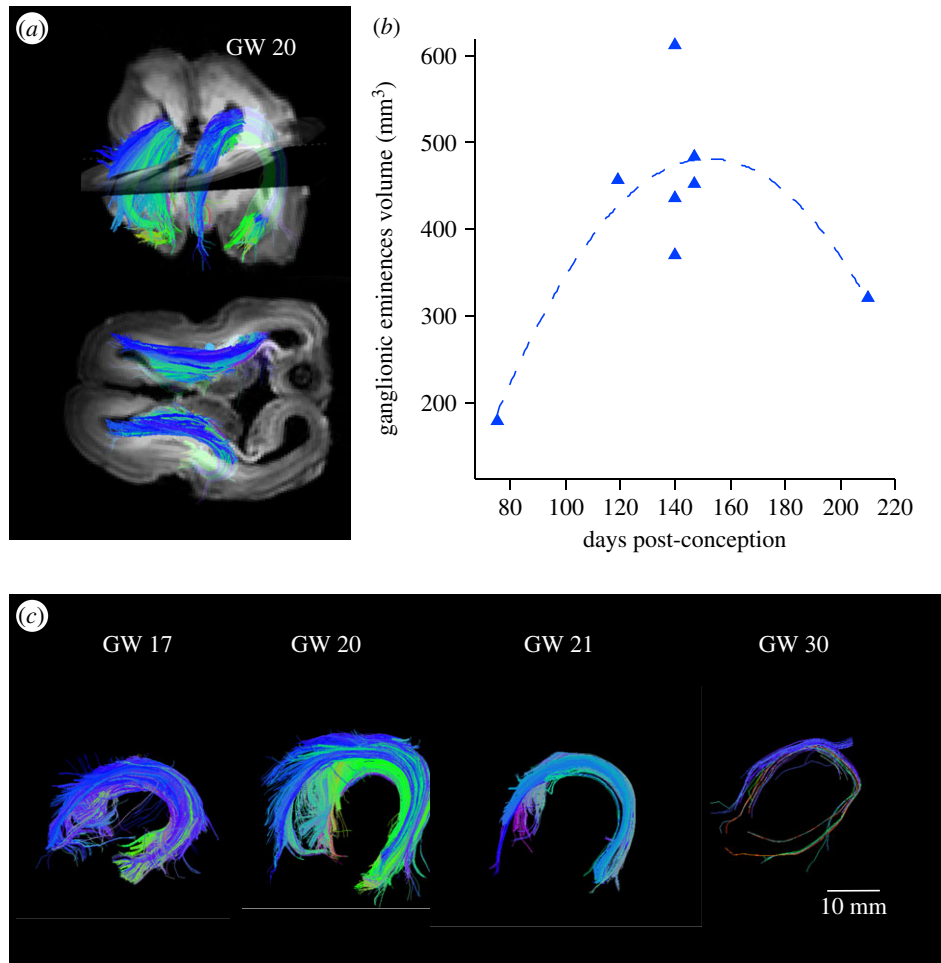 (a)
GW 20
(b)
ganglionic eminences volume (mm³)
600
500
400
300
200
80 100 120 140 160 180 200 220
days post-conception
(c)
GW 17 GW 20 GW 21 GW 30
10 mm